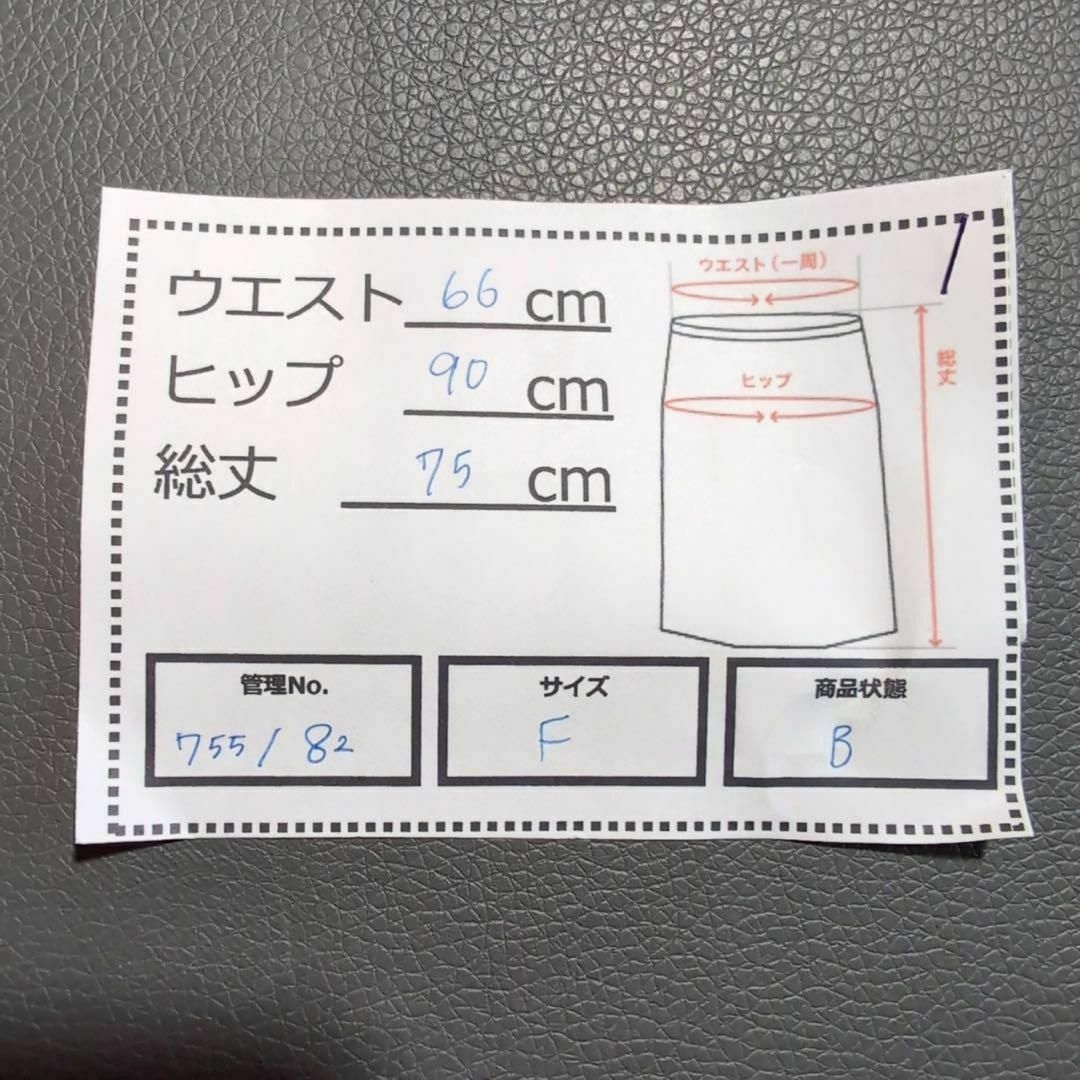 ウエスト 66 cm
ヒップ 90 cm
総丈 75 cm
ウエスト(一周)
ヒップ
総丈
管理No.
755/82
サイズ
F
商品状態
B